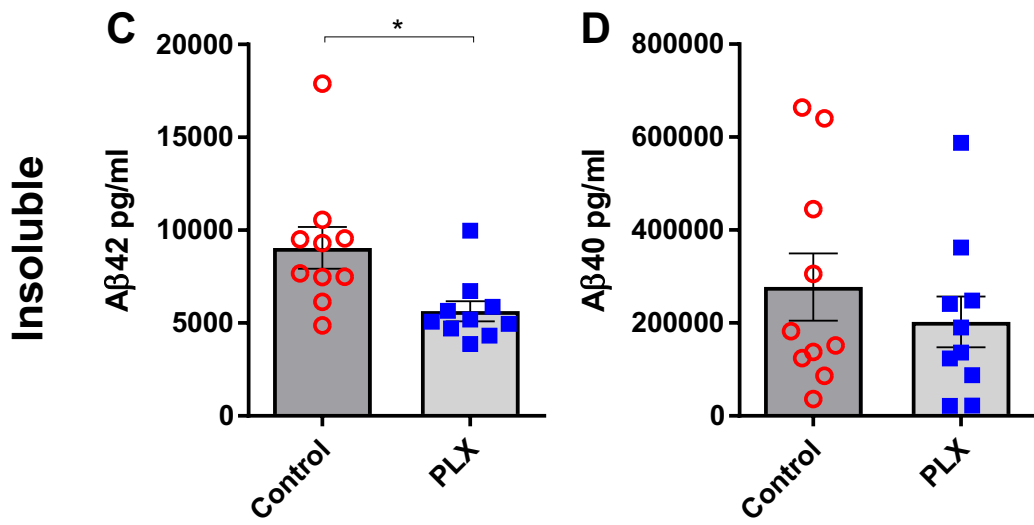 Insoluble
C
*
Aβ42 pg/ml
20000
15000
10000
5000
0
Control
PLX
D
Aβ40 pg/ml
800000
600000
400000
200000
0
Control
PLX